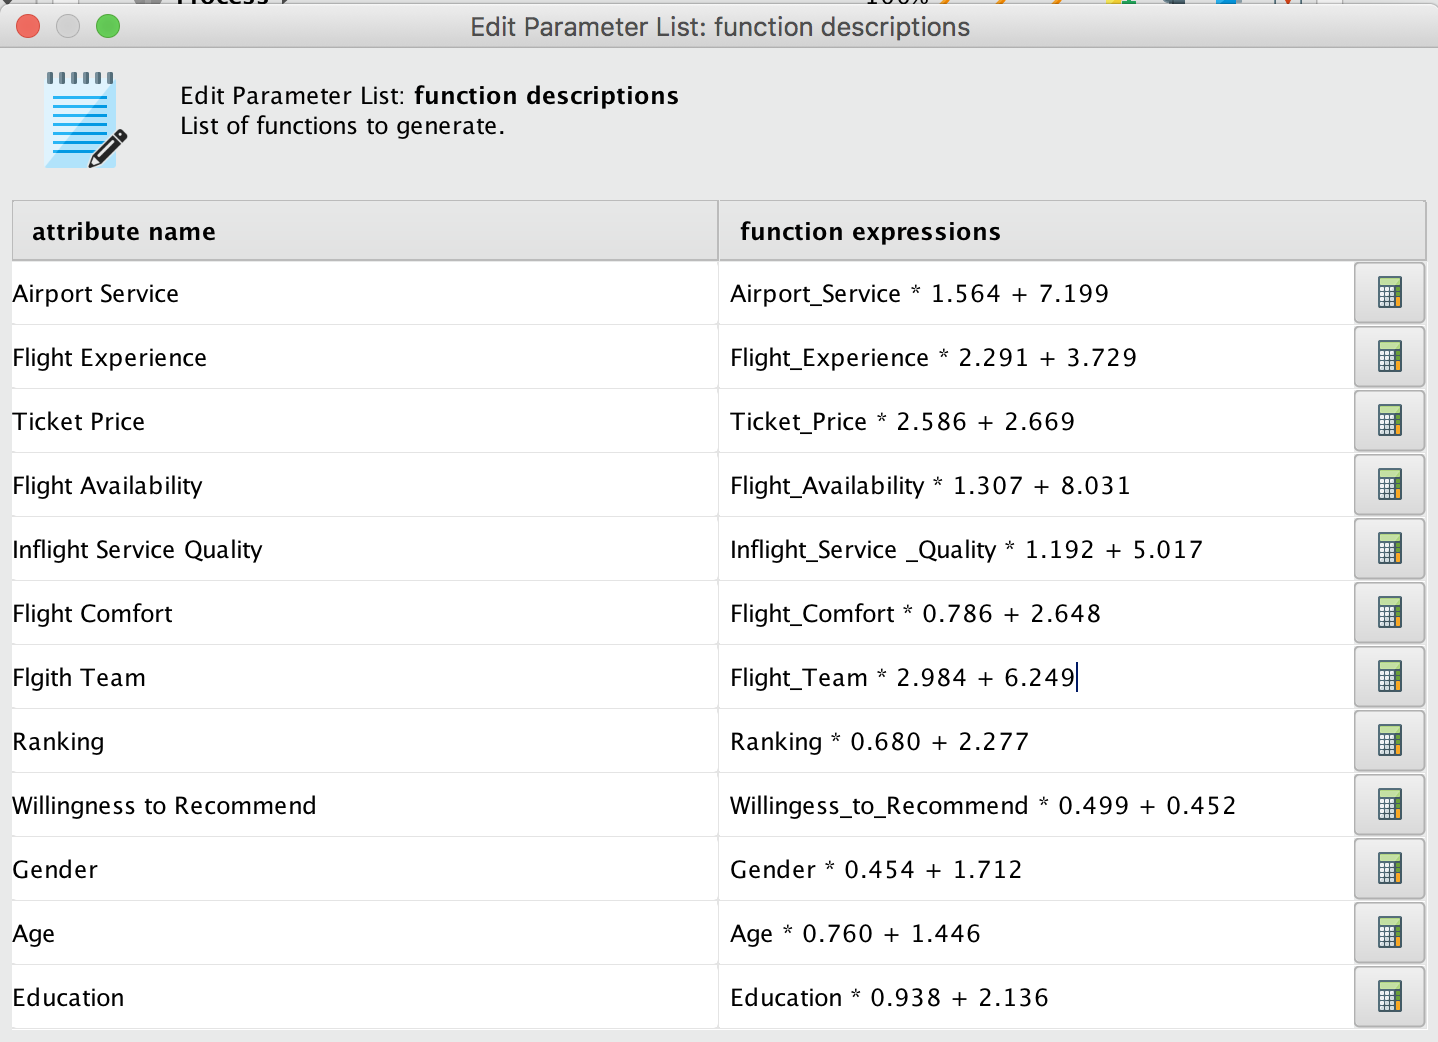 Process
100%
Edit Parameter List: function descriptions
Edit Parameter List: function descriptions
List of functions to generate.
attribute name function expressions
Airport Service Airport_Service * 1.564 + 7.199
Flight Experience Flight_Experience * 2.291 + 3.729
Ticket Price Ticket_Price * 2.586 + 2.669
Flight Availability Flight_Availability * 1.307 + 8.031
Inflight Service Quality Inflight_Service _Quality * 1.192 + 5.017
Flight Comfort Flight_Comfort * 0.786 + 2.648
Flgith Team Flight_Team * 2.984 + 6.249
Ranking Ranking * 0.680 + 2.277
Willingness to Recommend Willingess_to_Recommend * 0.499 + 0.452
Gender Gender * 0.454 + 1.712
Age Age * 0.760 + 1.446
Education Education * 0.938 + 2.136